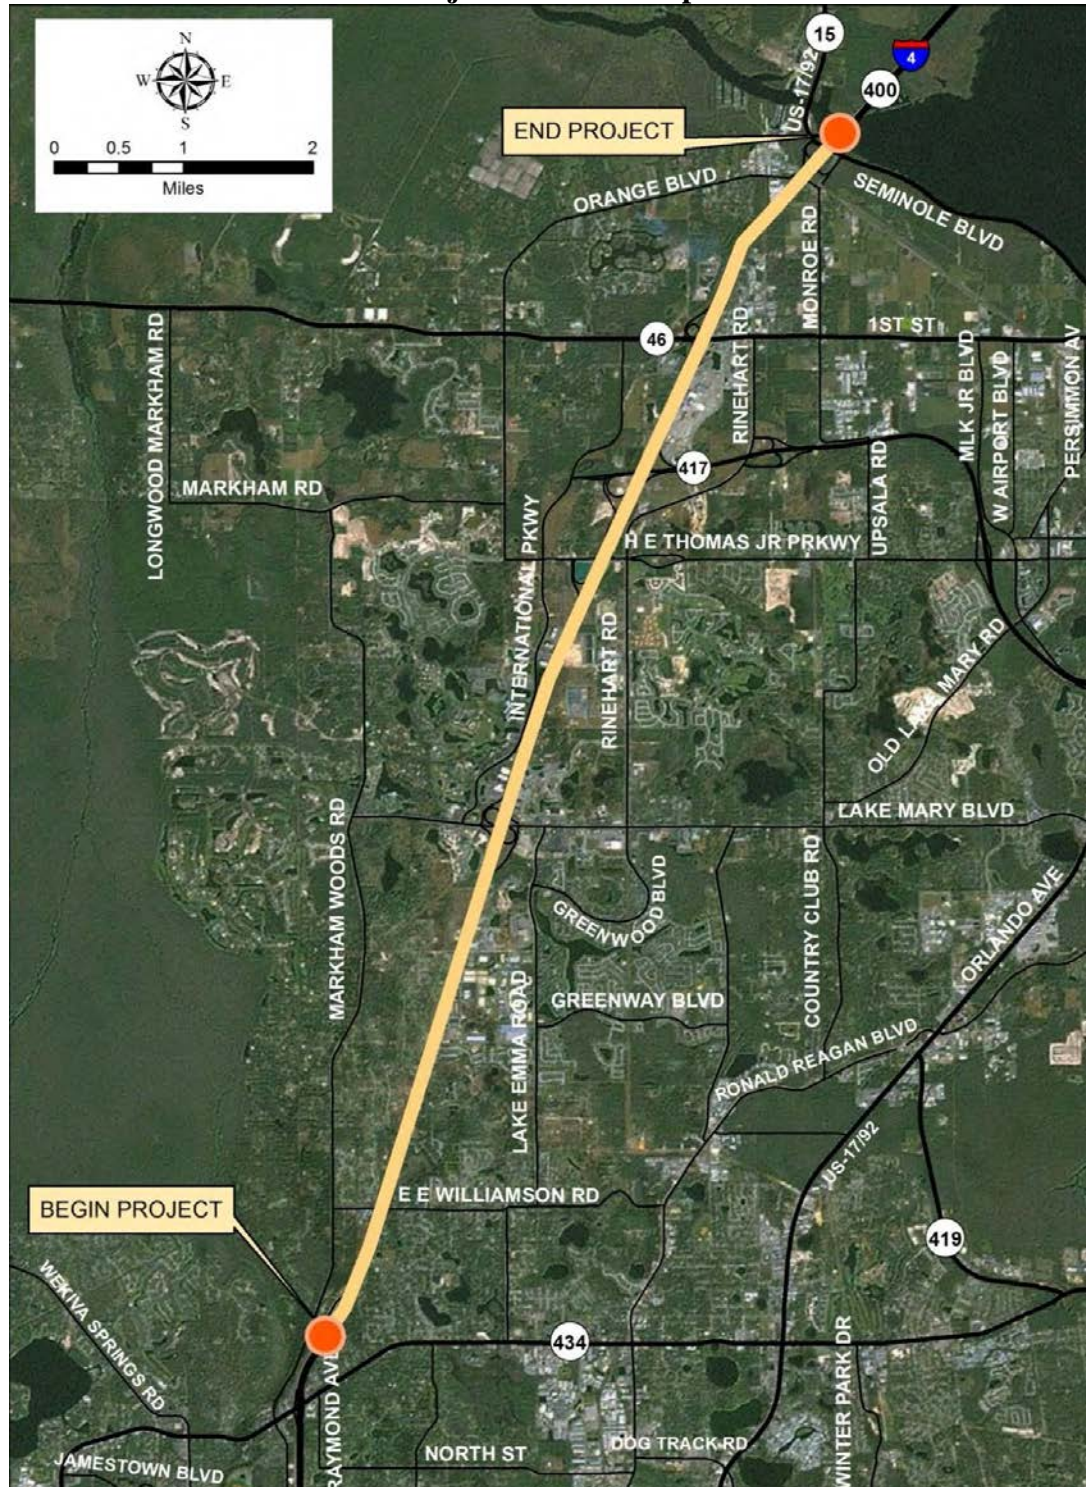 N
W E
S
0 0.5 1 2
Miles
15
US-17/92
4
400
END PROJECT
ORANGE BLVD
SEMINOLE BLVD
MONROE RD
46
1ST ST
LONGWOOD MARKHAM RD
RINEHART RD
MLK JR BLVD
W AIRPORT BLVD
PERSIMMON AV
417
MARKHAM RD
UPSALA RD
INTERNATIONAL PKWY
H E THOMAS JR PRKWY
RINEHART RD
OLD L MARY RD
LAKE MARY BLVD
MARKHAM WOODS RD
COUNTRY CLUB RD
GREENWOOD BLVD
ORLANDO AVE
LAKE EMMA ROAD
GREENWAY BLVD
RONALD REAGAN BLVD
US-17/92
E E WILLIAMSON RD
BEGIN PROJECT
419
WEKIVA SPRINGS RD
434
RAYMOND AVE
WINTER PARK DR
NORTH ST
DOG TRACK RD
JAMESTOWN BLVD